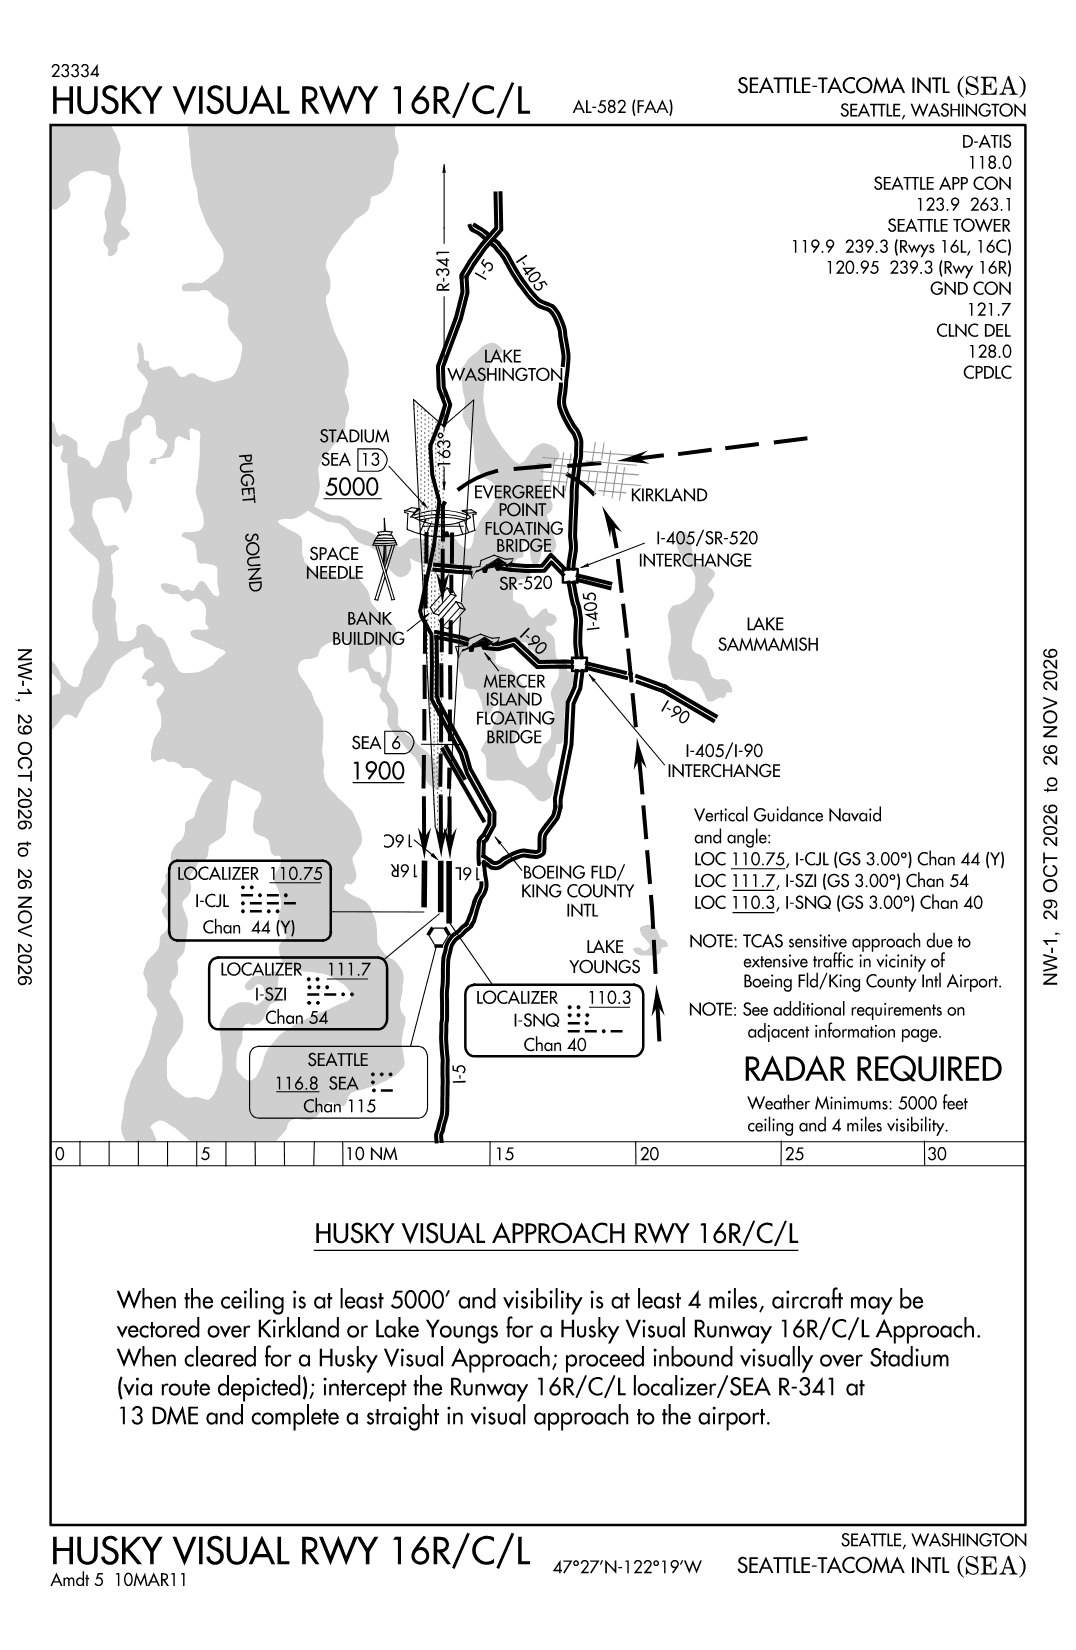 23334
HUSKY VISUAL RWY 16R/C/L
AL-582 (FAA)
SEATTLE-TACOMA INTL (SEA)
SEATTLE, WASHINGTON
D-ATIS
118.0
SEATTLE APP CON
123.9 263.1
SEATTLE TOWER
119.9 239.3 (Rwys 16L, 16C)
120.95 239.3 (Rwy 16R)
GND CON
121.7
CLNC DEL
128.0
CPDLC
R-341
I-5
I-405
LAKE
WASHINGTON
163°
STADIUM
SEA 13
5000
PUGET
SOUND
KIRKLAND
EVERGREEN
POINT
FLOATING
BRIDGE
I-405/SR-520
INTERCHANGE
SPACE
NEEDLE
SR-520
BANK
BUILDING
I-405
I-90
LAKE
SAMMAMISH
MERCER
ISLAND
FLOATING
BRIDGE
I-90
SEA 6
1900
I-405/I-90
INTERCHANGE
Vertical Guidance Navaid
and angle:
LOC 110.75, I-CJL (GS 3.00°) Chan 44 (Y)
LOC 111.7, I-SZI (GS 3.00°) Chan 54
LOC 110.3, I-SNQ (GS 3.00°) Chan 40
16C
16R
16L
BOEING FLD/
KING COUNTY
INTL
LOCALIZER 110.75
I-CJL
Chan 44 (Y)
LAKE
YOUNGS
NOTE: TCAS sensitive approach due to
extensive traffic in vicinity of
Boeing Fld/King County Intl Airport.
LOCALIZER 111.7
I-SZI
Chan 54
LOCALIZER 110.3
I-SNQ
Chan 40
NOTE: See additional requirements on
adjacent information page.
SEATTLE
116.8 SEA
Chan 115
I-5
RADAR REQUIRED
Weather Minimums: 5000 feet
ceiling and 4 miles visibility.
0 5 10 NM 15 20 25 30
HUSKY VISUAL APPROACH RWY 16R/C/L
When the ceiling is at least 5000' and visibility is at least 4 miles, aircraft may be
vectored over Kirkland or Lake Youngs for a Husky Visual Runway 16R/C/L Approach.
When cleared for a Husky Visual Approach; proceed inbound visually over Stadium
(via route depicted); intercept the Runway 16R/C/L localizer/SEA R-341 at
13 DME and complete a straight in visual approach to the airport.
HUSKY VISUAL RWY 16R/C/L
Amdt 5 10MAR11
47°27'N-122°19'W
SEATTLE, WASHINGTON
SEATTLE-TACOMA INTL (SEA)
NW-1, 29 OCT 2026 to 26 NOV 2026
NW-1, 29 OCT 2026 to 26 NOV 2026